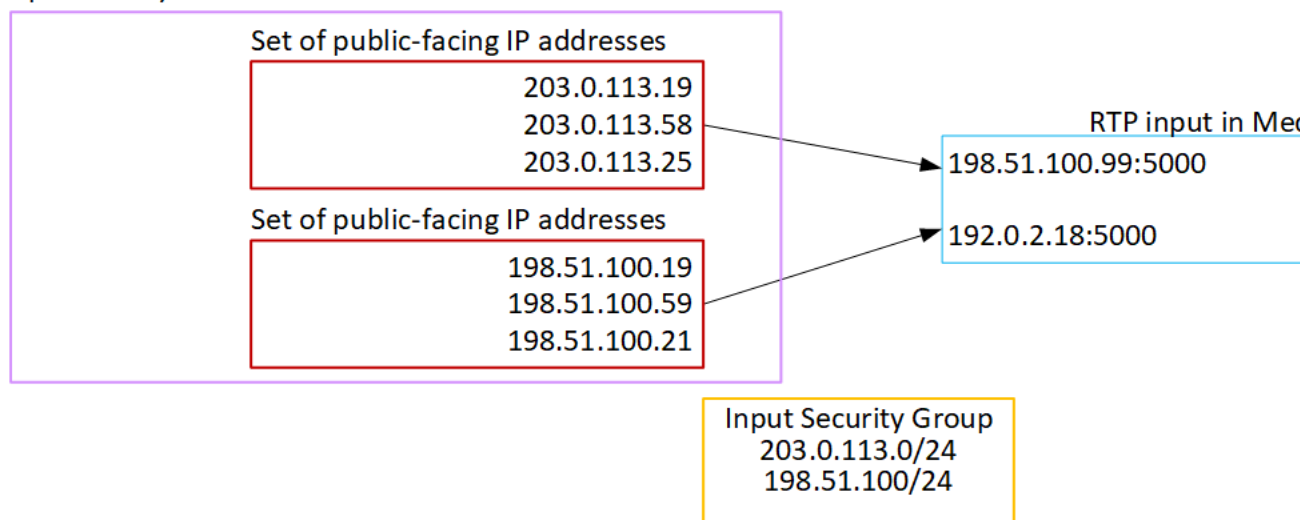 Set of public-facing IP addresses
203.0.113.19
203.0.113.58
203.0.113.25
RTP input in
198.51.100.99:5000
192.0.2.18:5000
Set of public-facing IP addresses
198.51.100.19
198.51.100.59
198.51.100.21
Input Security Group
203.0.113.0/24
198.51.100/24